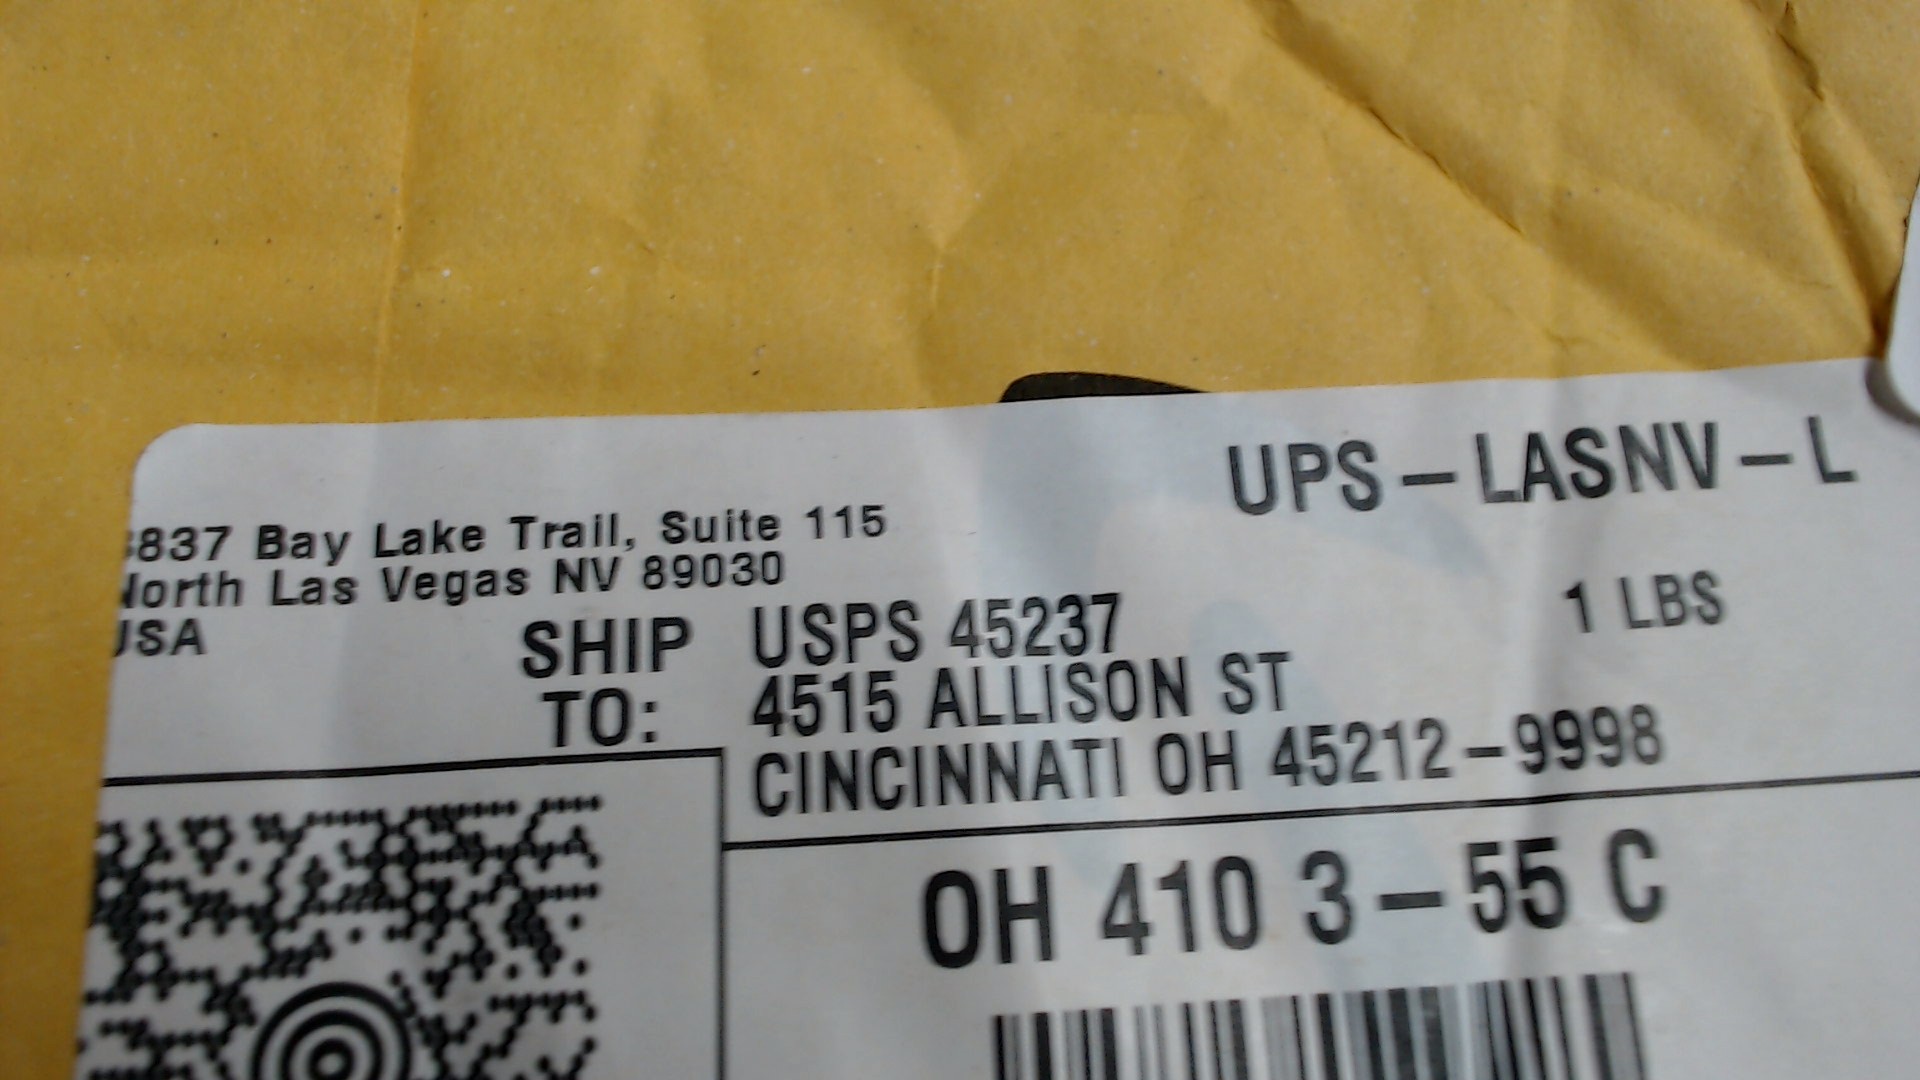 837 Bay Lake Trail, Suite 115
North Las Vegas NV 89030
USA
UPS-LASNV-L
1 LBS
SHIP TO:
USPS 45237
4515 ALLISON ST
CINCINNATI OH 45212-9998
OH 410 3-55 C